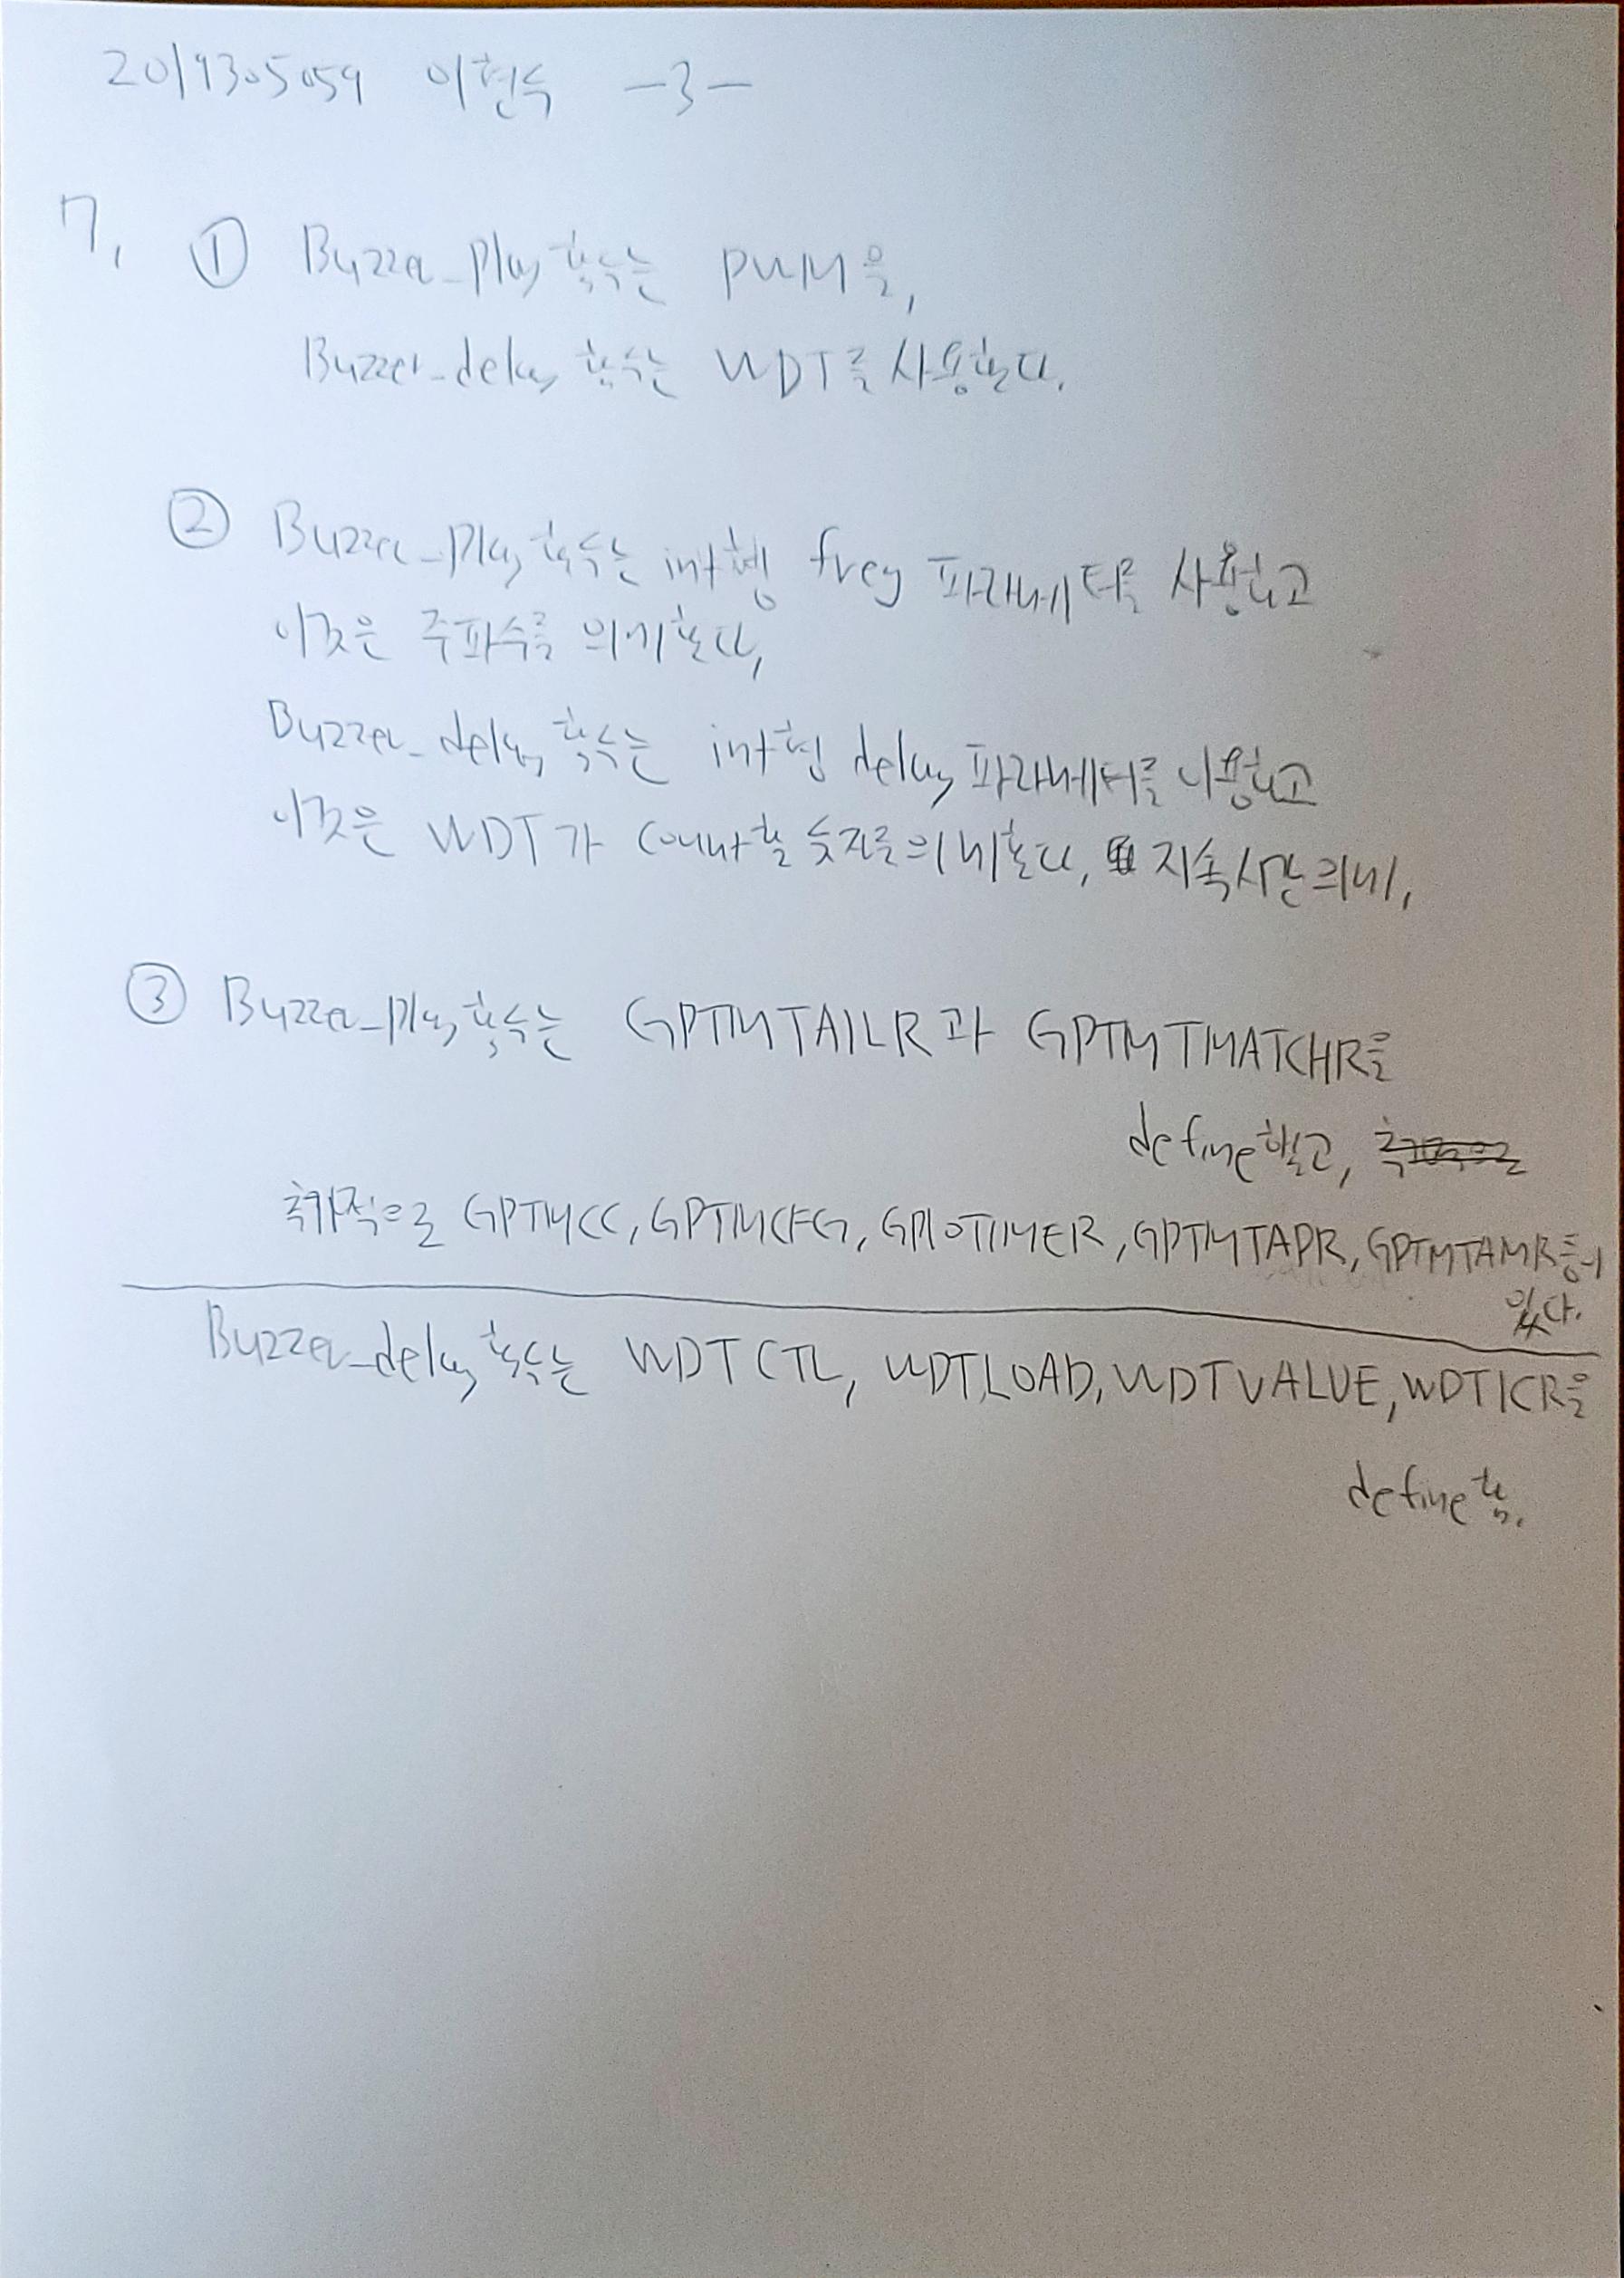 2019305059 이현수 -3-
7. ① Buzzer_Play 함수는 PWM을,
Buzzer_delay 함수는 WDT를 사용한다.
② Buzzer_Play 함수는 int형 freq 파라메터를 사용하고
이것은 주파수를 의미한다,
Buzzer_delay 함수는 int형 delay 파라메터를 이용하고
이것은 WDT가 count할 숫자를 의미한다, 지속시간 의미,
③ Buzzer_Play 함수는 GPTMTAILR과 GPTMTMATCHR을
define하고,
추가적으로 GPTMCC, GPTMCFG, GPIOTIMER, GPTMTAPR, GPTMTAMR등이
있다.
Buzzer_delay 함수는 WDTCTL, WDTLOAD, WDTVALUE, WDTICR을
define함.